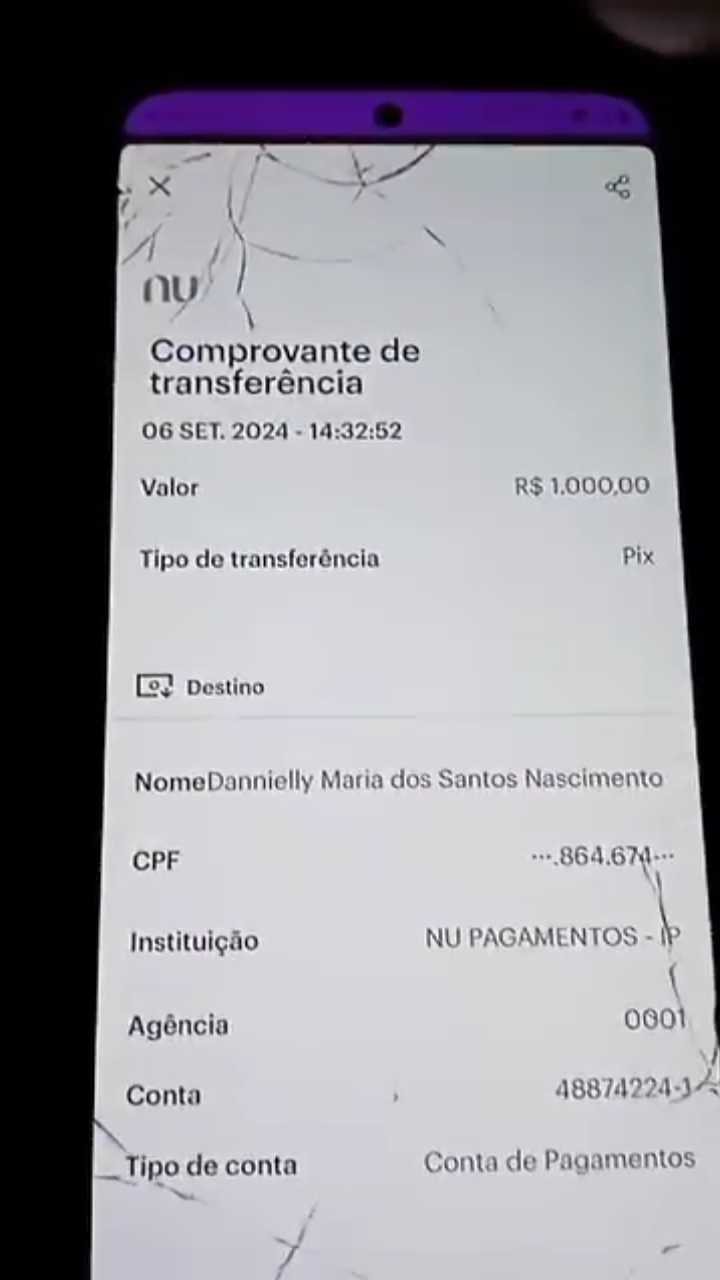 nu
Comprovante de
transferência
06 SET. 2024 - 14:32:52
Valor R$ 1.000,00
Tipo de transferência Pix
Destino
Nome Dannielly Maria dos Santos Nascimento
CPF ···.864.674-··
Instituição NU PAGAMENTOS - IP
Agência 0001
Conta 48874224-1
Tipo de conta Conta de Pagamentos